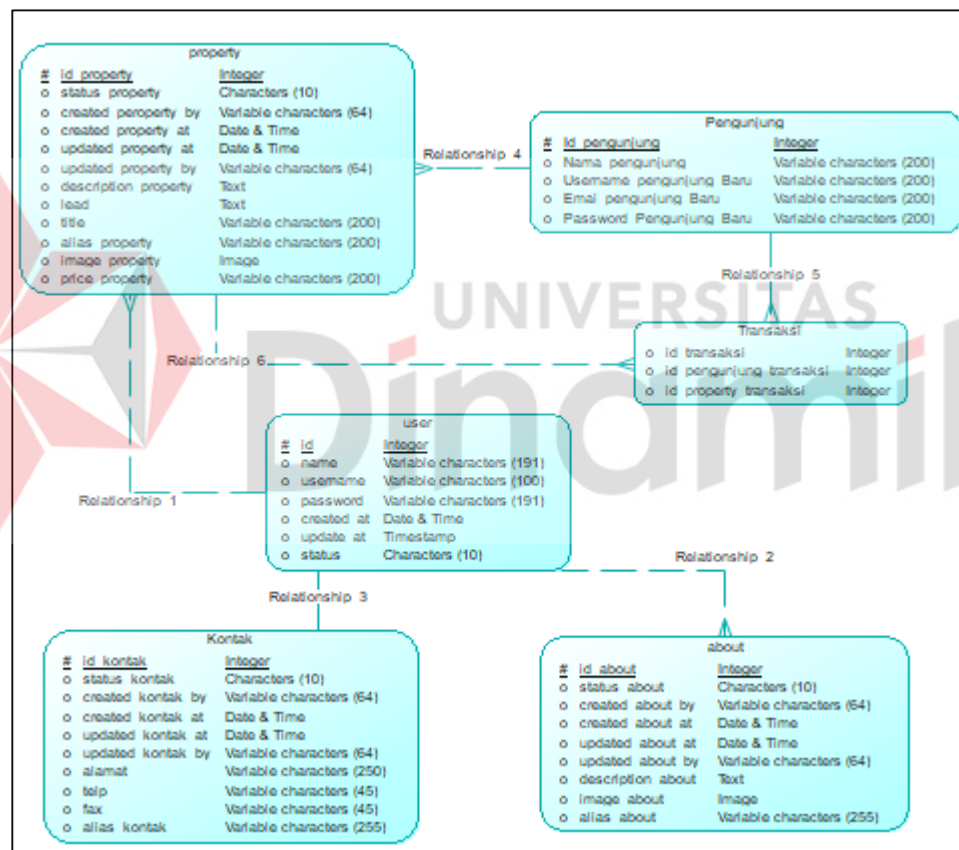 property
# id property Integer
o status property Characters (10)
o created peroperty by Variable characters (64)
o created property at Date & Time
o updated property at Date & Time
o updated property by Variable characters (64)
o description property Text
o lead Text
o title Variable characters (200)
o alias property Variable characters (200)
o image property Image
o price property Variable characters (200)
Relationship 4
Pengunjung
# Id pengunjung Integer
o Nama pengunjung Variable characters (200)
o Username pengunjung Baru Variable characters (200)
o Emai pengunjung Baru Variable characters (200)
o Password Pengunjung Baru Variable characters (200)
Relationship 5
UNIVERSITAS
Dinamik
Transaksi
o id transaksi Integer
o id pengunjung transaksi Integer
o id property transaksi Integer
Relationship 6
user
# id Integer
o name Variable characters (191)
o username Variable characters (100)
o password Variable characters (191)
o created at Date & Time
o update at Timestamp
o status Characters (10)
Relationship 1
Relationship 2
Relationship 3
Kontak
# id kontak Integer
o status kontak Characters (10)
o created kontak by Variable characters (64)
o created kontak at Date & Time
o updated kontak at Date & Time
o updated kontak by Variable characters (64)
o alamat Variable characters (250)
o telp Variable characters (45)
o fax Variable characters (45)
o alias kontak Variable characters (255)
about
# id about Integer
o status about Characters (10)
o created about by Variable characters (64)
o created about at Date & Time
o updated about at Date & Time
o updated about by Variable characters (64)
o description about Text
o image about Image
o alias about Variable characters (255)